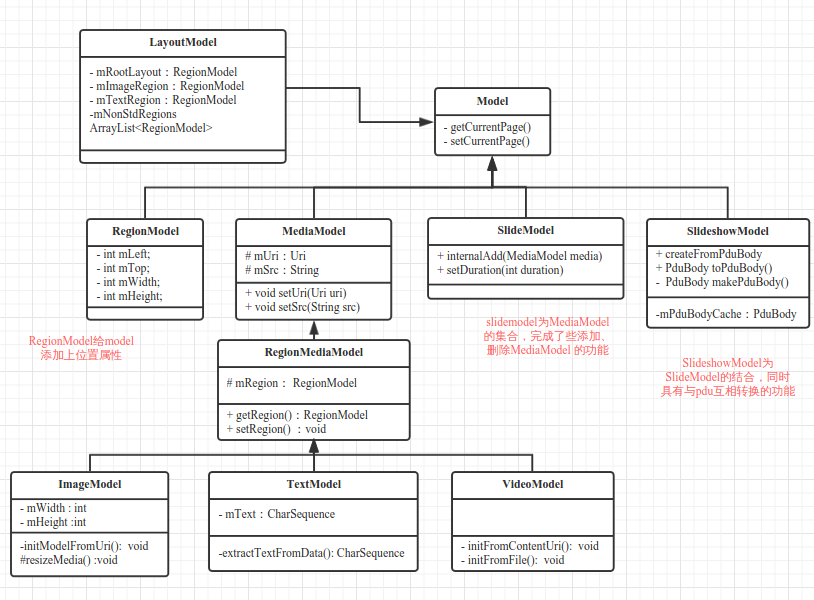 LayoutModel
- mRootLayout：RegionModel
- mImageRegion：RegionModel
- mTextRegion：RegionModel
-mNonStdRegions
ArrayList<RegionModel>
Model
- getCurrentPage()
- setCurrentPage()
RegionModel
- int mLeft;
- int mTop;
- int mWidth;
- int mHeight;
MediaModel
# mUri：Uri
# mSrc：String
+ void setUri(Uri uri)
+ void setSrc(String src)
SlideModel
+ internalAdd(MediaModel media)
+ setDuration(int duration)
SlideshowModel
+ createFromPduBody
+ PduBody toPduBody()
- PduBody makePduBody()
-mPduBodyCache：PduBody
RegionModel给model
添加上位置属性
slidemodel为MediaModel
的集合，完成了些添加、
删除MediaModel 的功能
SlideshowModel为
SlideModel的结合，同时
具有与pdu互相转换的功能
RegionMediaModel
# mRegion： RegionModel
+ getRegion()：RegionModel
+ setRegion() ：void
ImageModel
- mWidth : int
- mHeight :int
-initModelFromUri(): void
#resizeMedia() :void
TextModel
- mText：CharSequence
-extractTextFromData(): CharSequence
VideoModel
- initFromContentUri(): void
- initFromFile(): void